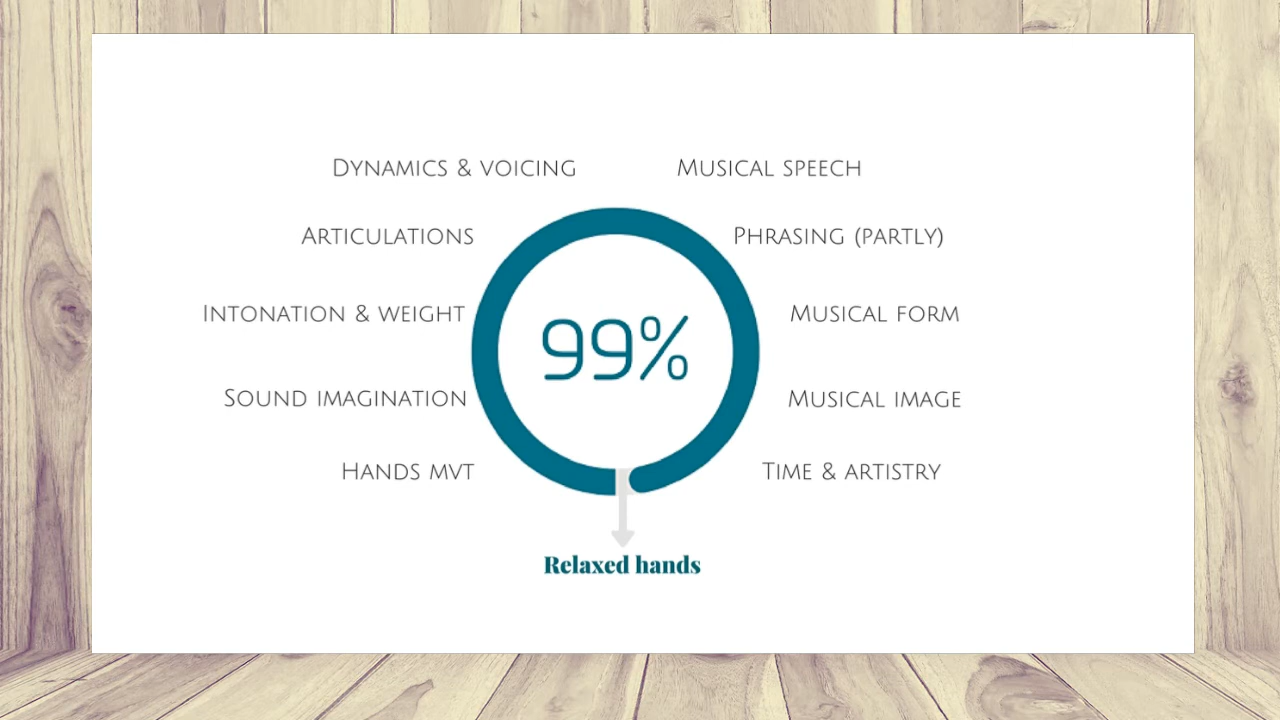 Dynamics & voicing
Musical speech
Articulations
Phrasing (partly)
Intonation & weight
Musical form
99%
Sound imagination
Musical image
Hands mvt
Time & artistry
Relaxed hands